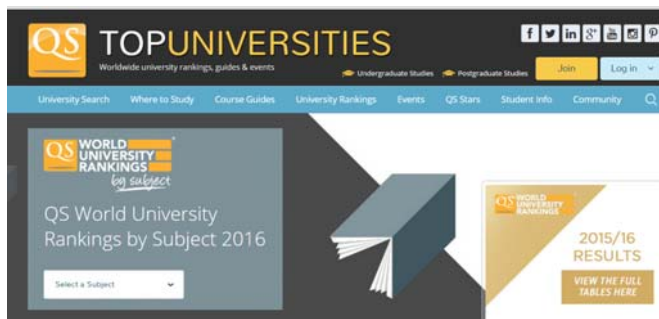 QS TOPUNIVERSITIES
Worldwide university rankings, guides & events
Undergraduate Studies
Postgraduate Studies
Join
Log in
University Search
Where to Study
Course Guides
University Rankings
Events
QS Stars
Student Info
Community
QS WORLD
UNIVERSITY
RANKINGS
by subject
QS World University
Rankings by Subject 2016
Select a Subject
QS WORLD
UNIVERSITY
RANKINGS
2015/16
RESULTS
VIEW THE FULL
TABLES HERE